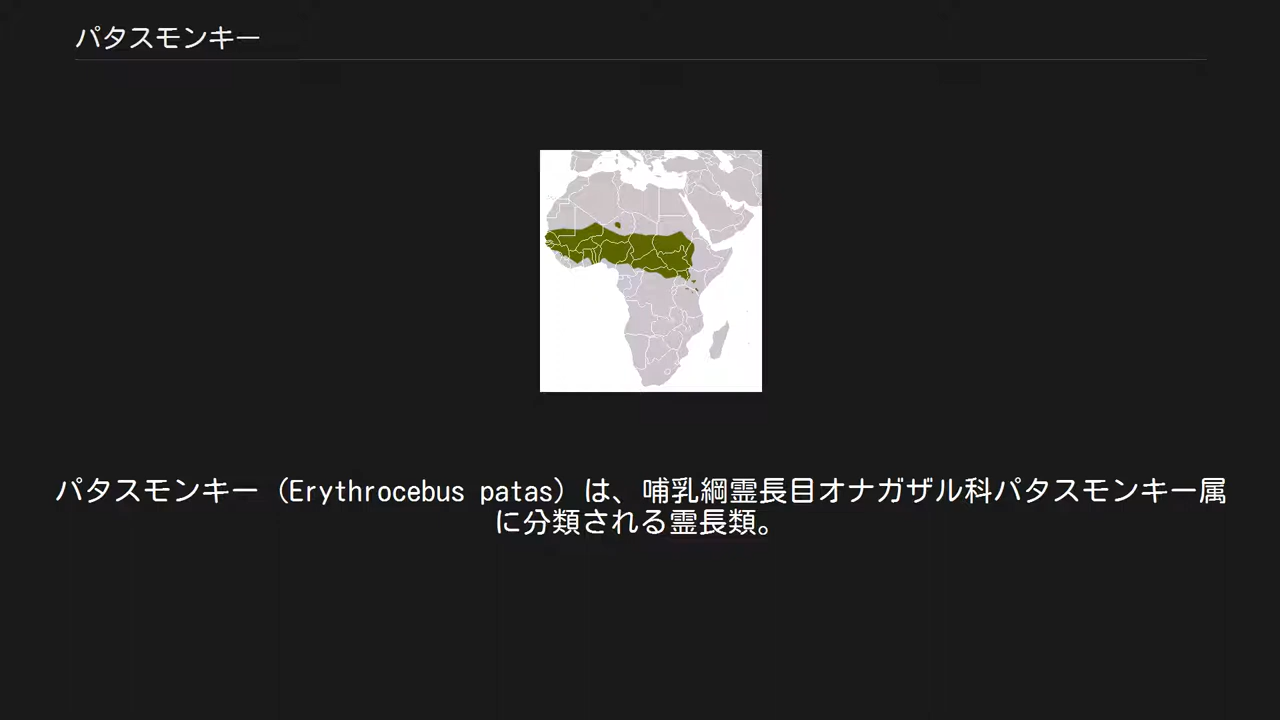 パタスモンキー
パタスモンキー（Erythrocebus patas）は、哺乳綱霊長目オナガザル科パタスモンキー属
に分類される霊長類。